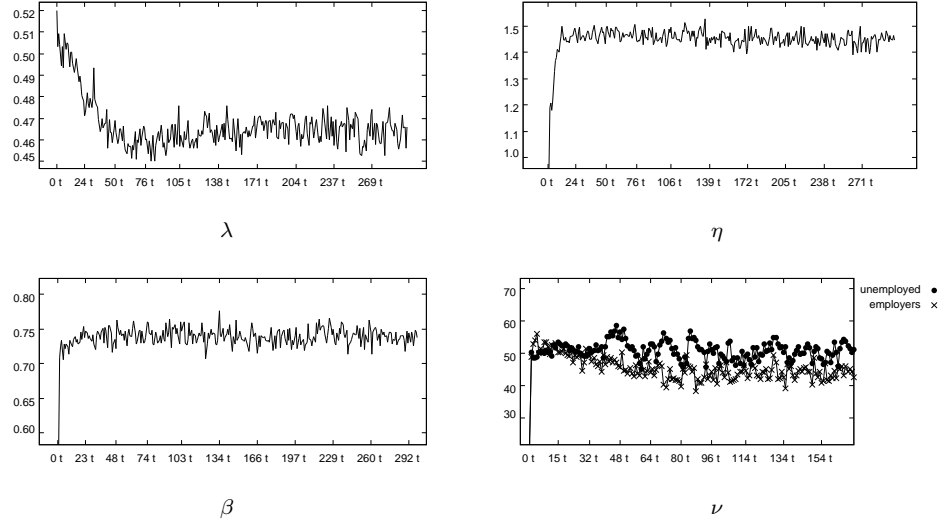 0.52
0.51
0.50
0.49
0.48
0.47
0.46
0.45
0 t 24 t 50 t 76 t 105 t 138 t 171 t 204 t 237 t 269 t
λ
1.5
1.4
1.3
1.2
1.1
1.0
0 t 24 t 50 t 76 t 106 t 139 t 172 t 205 t 238 t 271 t
η
0.80
0.75
0.70
0.65
0.60
0 t 23 t 48 t 74 t 103 t 134 t 166 t 197 t 229 t 260 t 292 t
β
70
60
50
40
30
0 t 15 t 32 t 48 t 64 t 80 t 96 t 114 t 134 t 154 t
unemployed
employers
ν